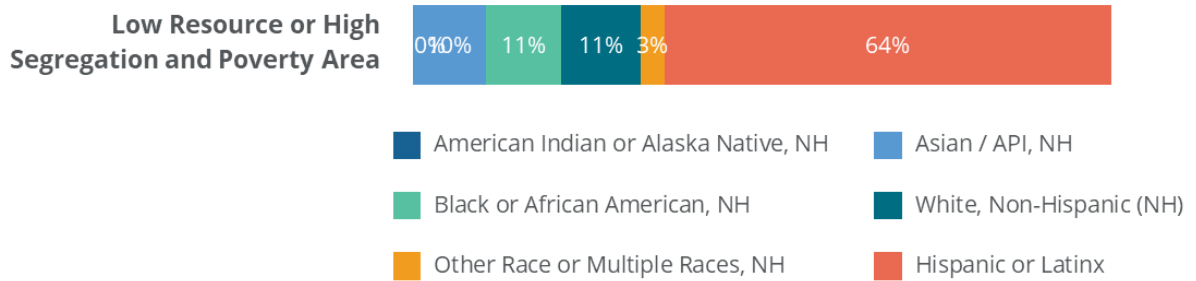 Low Resource or High
Segregation and Poverty Area
0% 10% 11% 11% 3% 64%
American Indian or Alaska Native, NH
Asian / API, NH
Black or African American, NH
White, Non-Hispanic (NH)
Other Race or Multiple Races, NH
Hispanic or Latinx